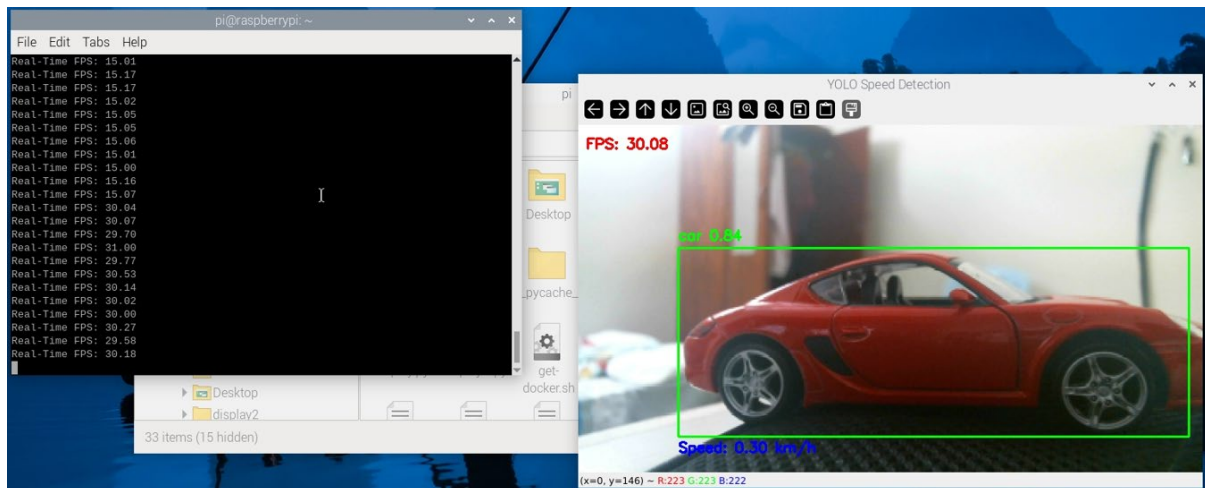 pi@raspberrypi: ~
File Edit Tabs Help
Real-Time FPS: 15.01
Real-Time FPS: 15.17
Real-Time FPS: 15.17
Real-Time FPS: 15.02
Real-Time FPS: 15.05
Real-Time FPS: 15.05
Real-Time FPS: 15.06
Real-Time FPS: 15.01
Real-Time FPS: 15.00
Real-Time FPS: 15.16
Real-Time FPS: 15.07
Real-Time FPS: 30.04
Real-Time FPS: 30.07
Real-Time FPS: 29.70
Real-Time FPS: 31.00
Real-Time FPS: 29.77
Real-Time FPS: 30.53
Real-Time FPS: 30.14
Real-Time FPS: 30.02
Real-Time FPS: 30.00
Real-Time FPS: 30.27
Real-Time FPS: 29.58
Real-Time FPS: 30.18
pi
Desktop
_pycache_
get-
docker.sh
Desktop
display2
33 items (15 hidden)
YOLO Speed Detection
FPS: 30.08
car 0.84
Speed: 0.30 km/h
(x=0, y=146) ~ R:223 G:223 B:222